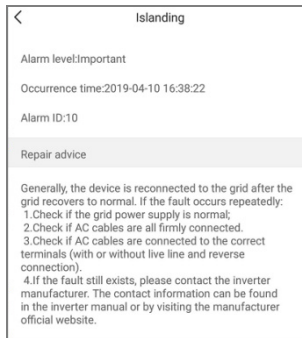 Islanding
Alarm level:Important
Occurrence time:2019-04-10 16:38:22
Alarm ID:10
Repair advice
Generally, the device is reconnected to the grid after the
grid recovers to normal. If the fault occurs repeatedly:
1.Check if the grid power supply is normal;
2.Check if AC cables are all firmly connected.
3.Check if AC cables are connected to the correct
terminals (with or without live line and reverse
connection).
4.If the fault still exists, please contact the inverter
manufacturer. The contact information can be found
in the inverter manual or by visiting the manufacturer
official website.